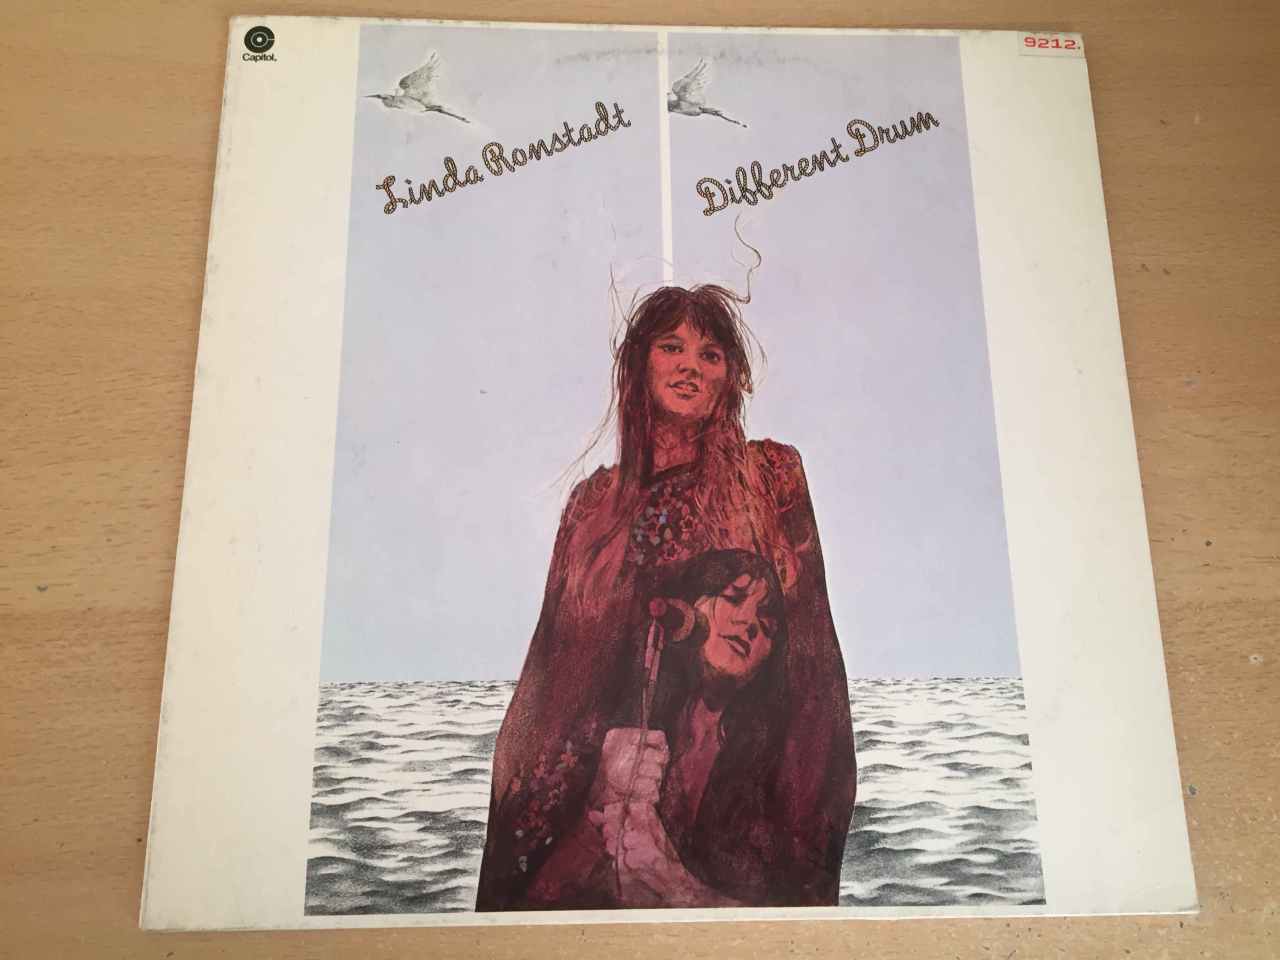 Capitol.
9212.
Linda Ronstadt
Different Drum